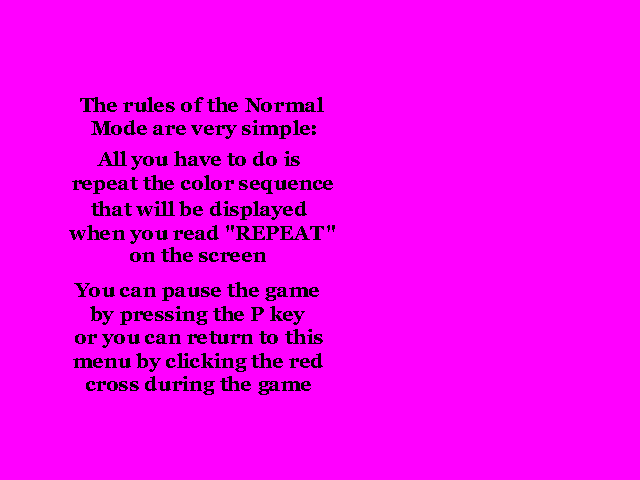 The rules of the Normal
Mode are very simple:
All you have to do is
repeat the color sequence
that will be displayed
when you read "REPEAT"
on the screen
You can pause the game
by pressing the P key
or you can return to this
menu by clicking the red
cross during the game